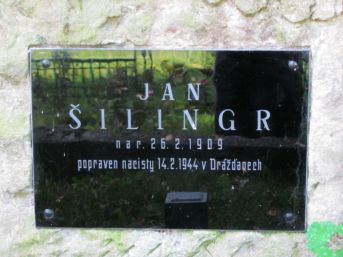 JAN
ŠILINGR
nar. 26.2.1909
popraven nacisty 14.2.1944 v Drážďanech